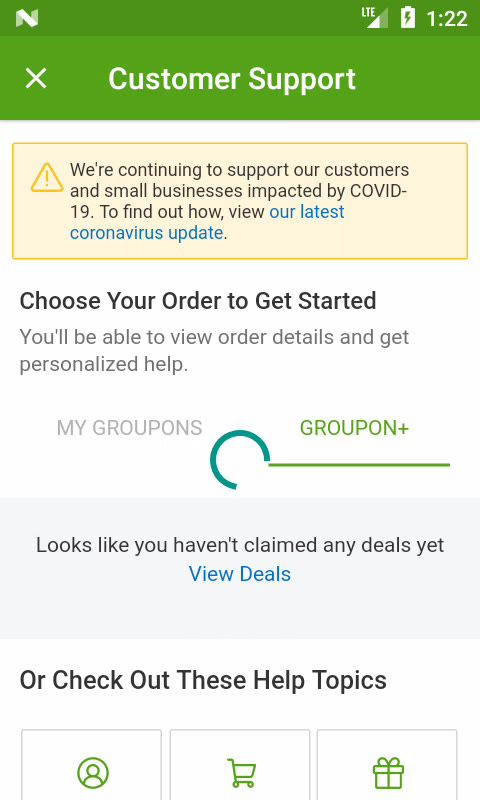 LTE 1:22
Customer Support
We're continuing to support our customers
and small businesses impacted by COVID-
19. To find out how, view our latest
coronavirus update.
Choose Your Order to Get Started
You'll be able to view order details and get
personalized help.
MY GROUPONS GROUPON+
Looks like you haven't claimed any deals yet
View Deals
Or Check Out These Help Topics